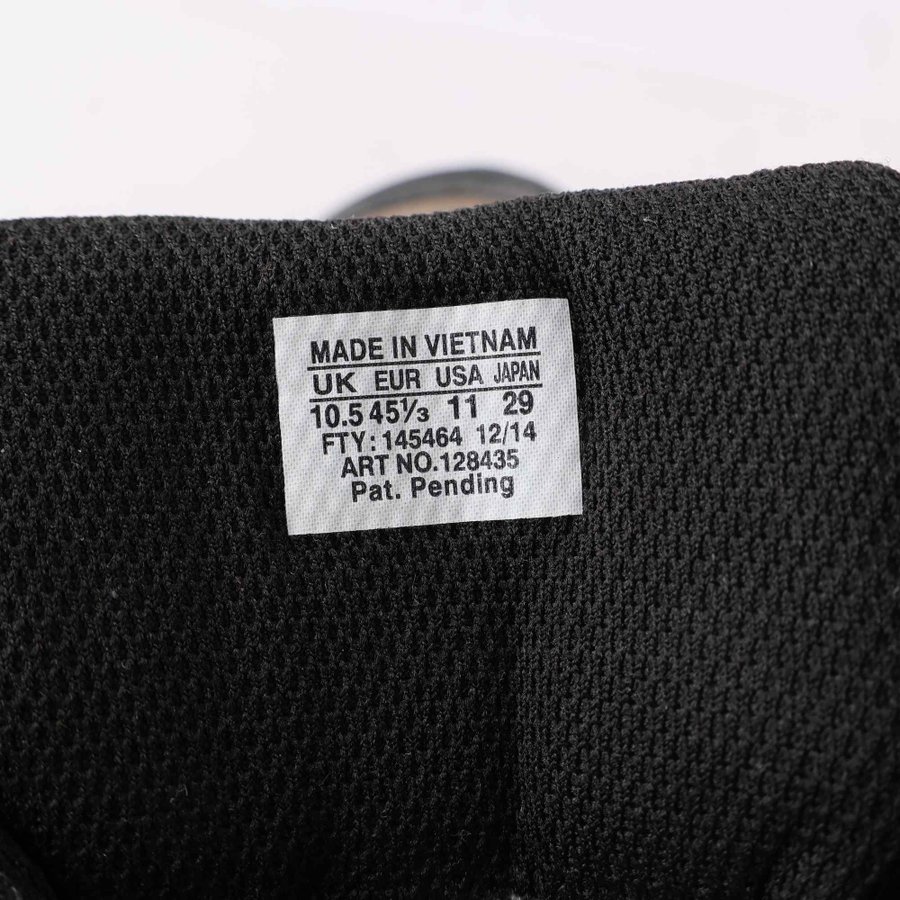 MADE IN VIETNAM
UK EUR USA JAPAN
10.5 45⅓ 11 29
FTY: 145464 12/14
ART NO.128435
Pat. Pending